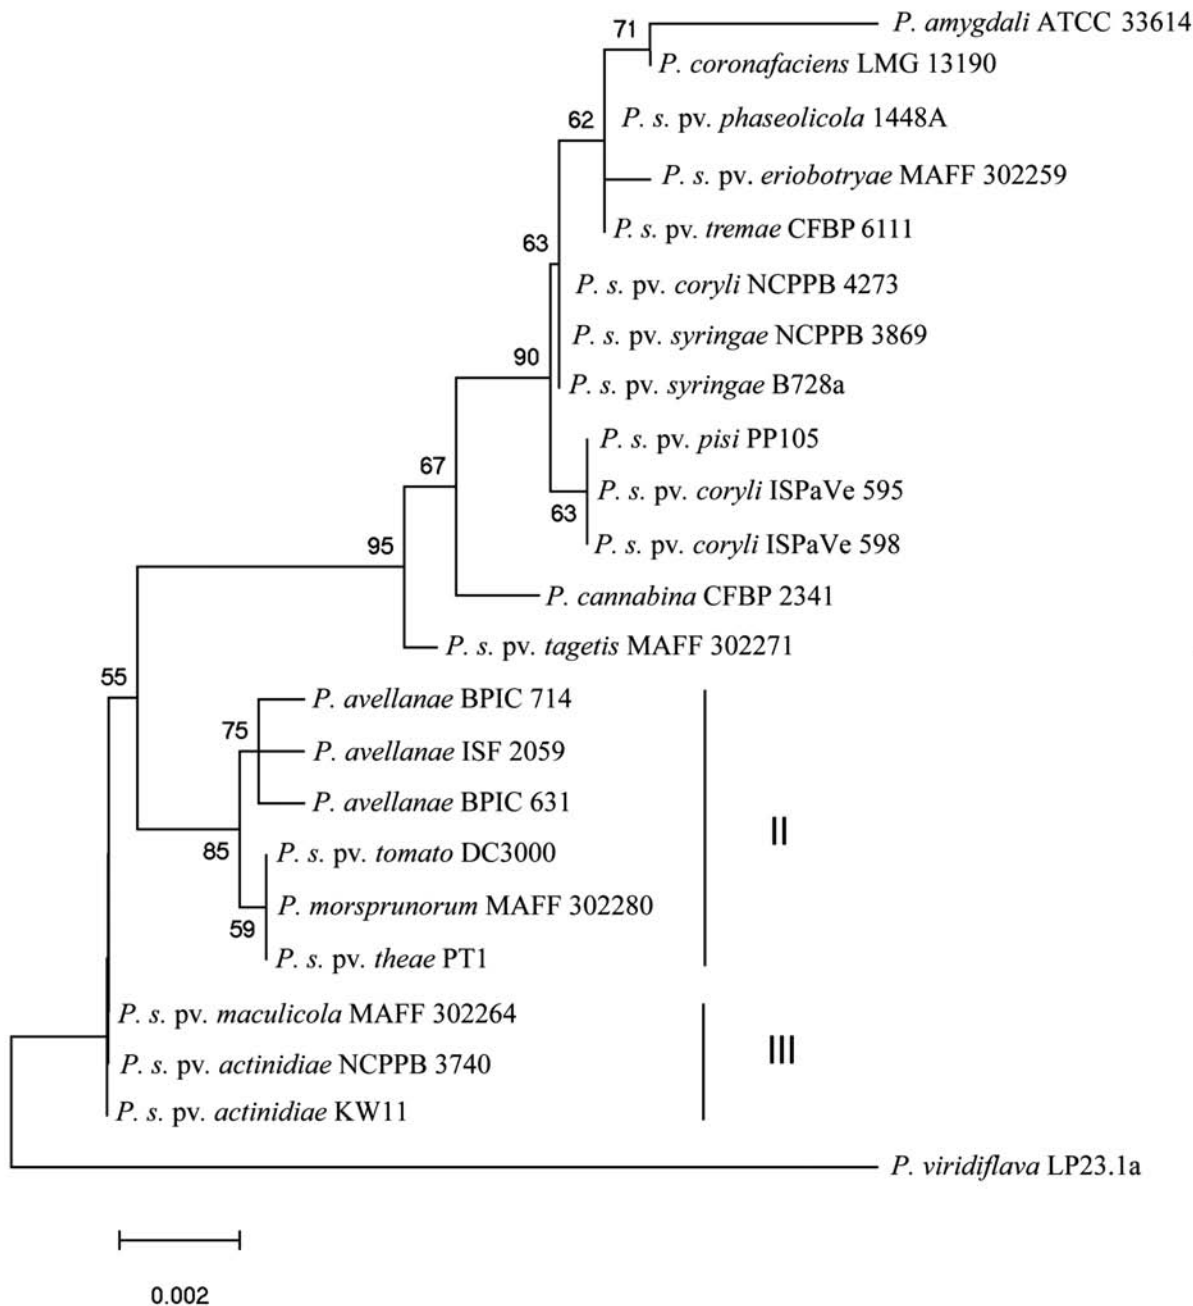 71
P. amygdali ATCC 33614
P. coronafaciens LMG 13190
62
P. s. pv. phaseolicola 1448A
P. s. pv. eriobotryae MAFF 302259
P. s. pv. tremae CFBP 6111
63
P. s. pv. coryli NCPPB 4273
P. s. pv. syringae NCPPB 3869
90
P. s. pv. syringae B728a
P. s. pv. pisi PP105
67
P. s. pv. coryli ISPaVe 595
63
P. s. pv. coryli ISPaVe 598
95
P. cannabina CFBP 2341
P. s. pv. tagetis MAFF 302271
55
P. avellanae BPIC 714
75
P. avellanae ISF 2059
P. avellanae BPIC 631
II
85
P. s. pv. tomato DC3000
P. morsprunorum MAFF 302280
59
P. s. pv. theae PT1
P. s. pv. maculicola MAFF 302264
III
P. s. pv. actinidiae NCPPB 3740
P. s. pv. actinidiae KW11
P. viridiflava LP23.1a
0.002